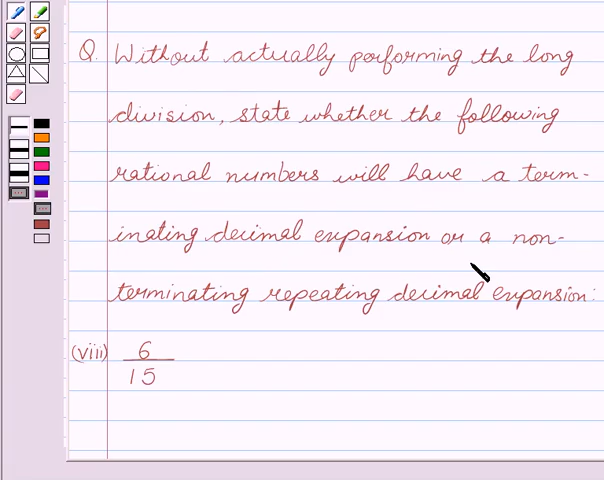 Q. Without actually performing the long
division, state whether the following
rational numbers will have a term-
inating decimal expansion or a non-
terminating repeating decimal expansion:
(viii) 6
15